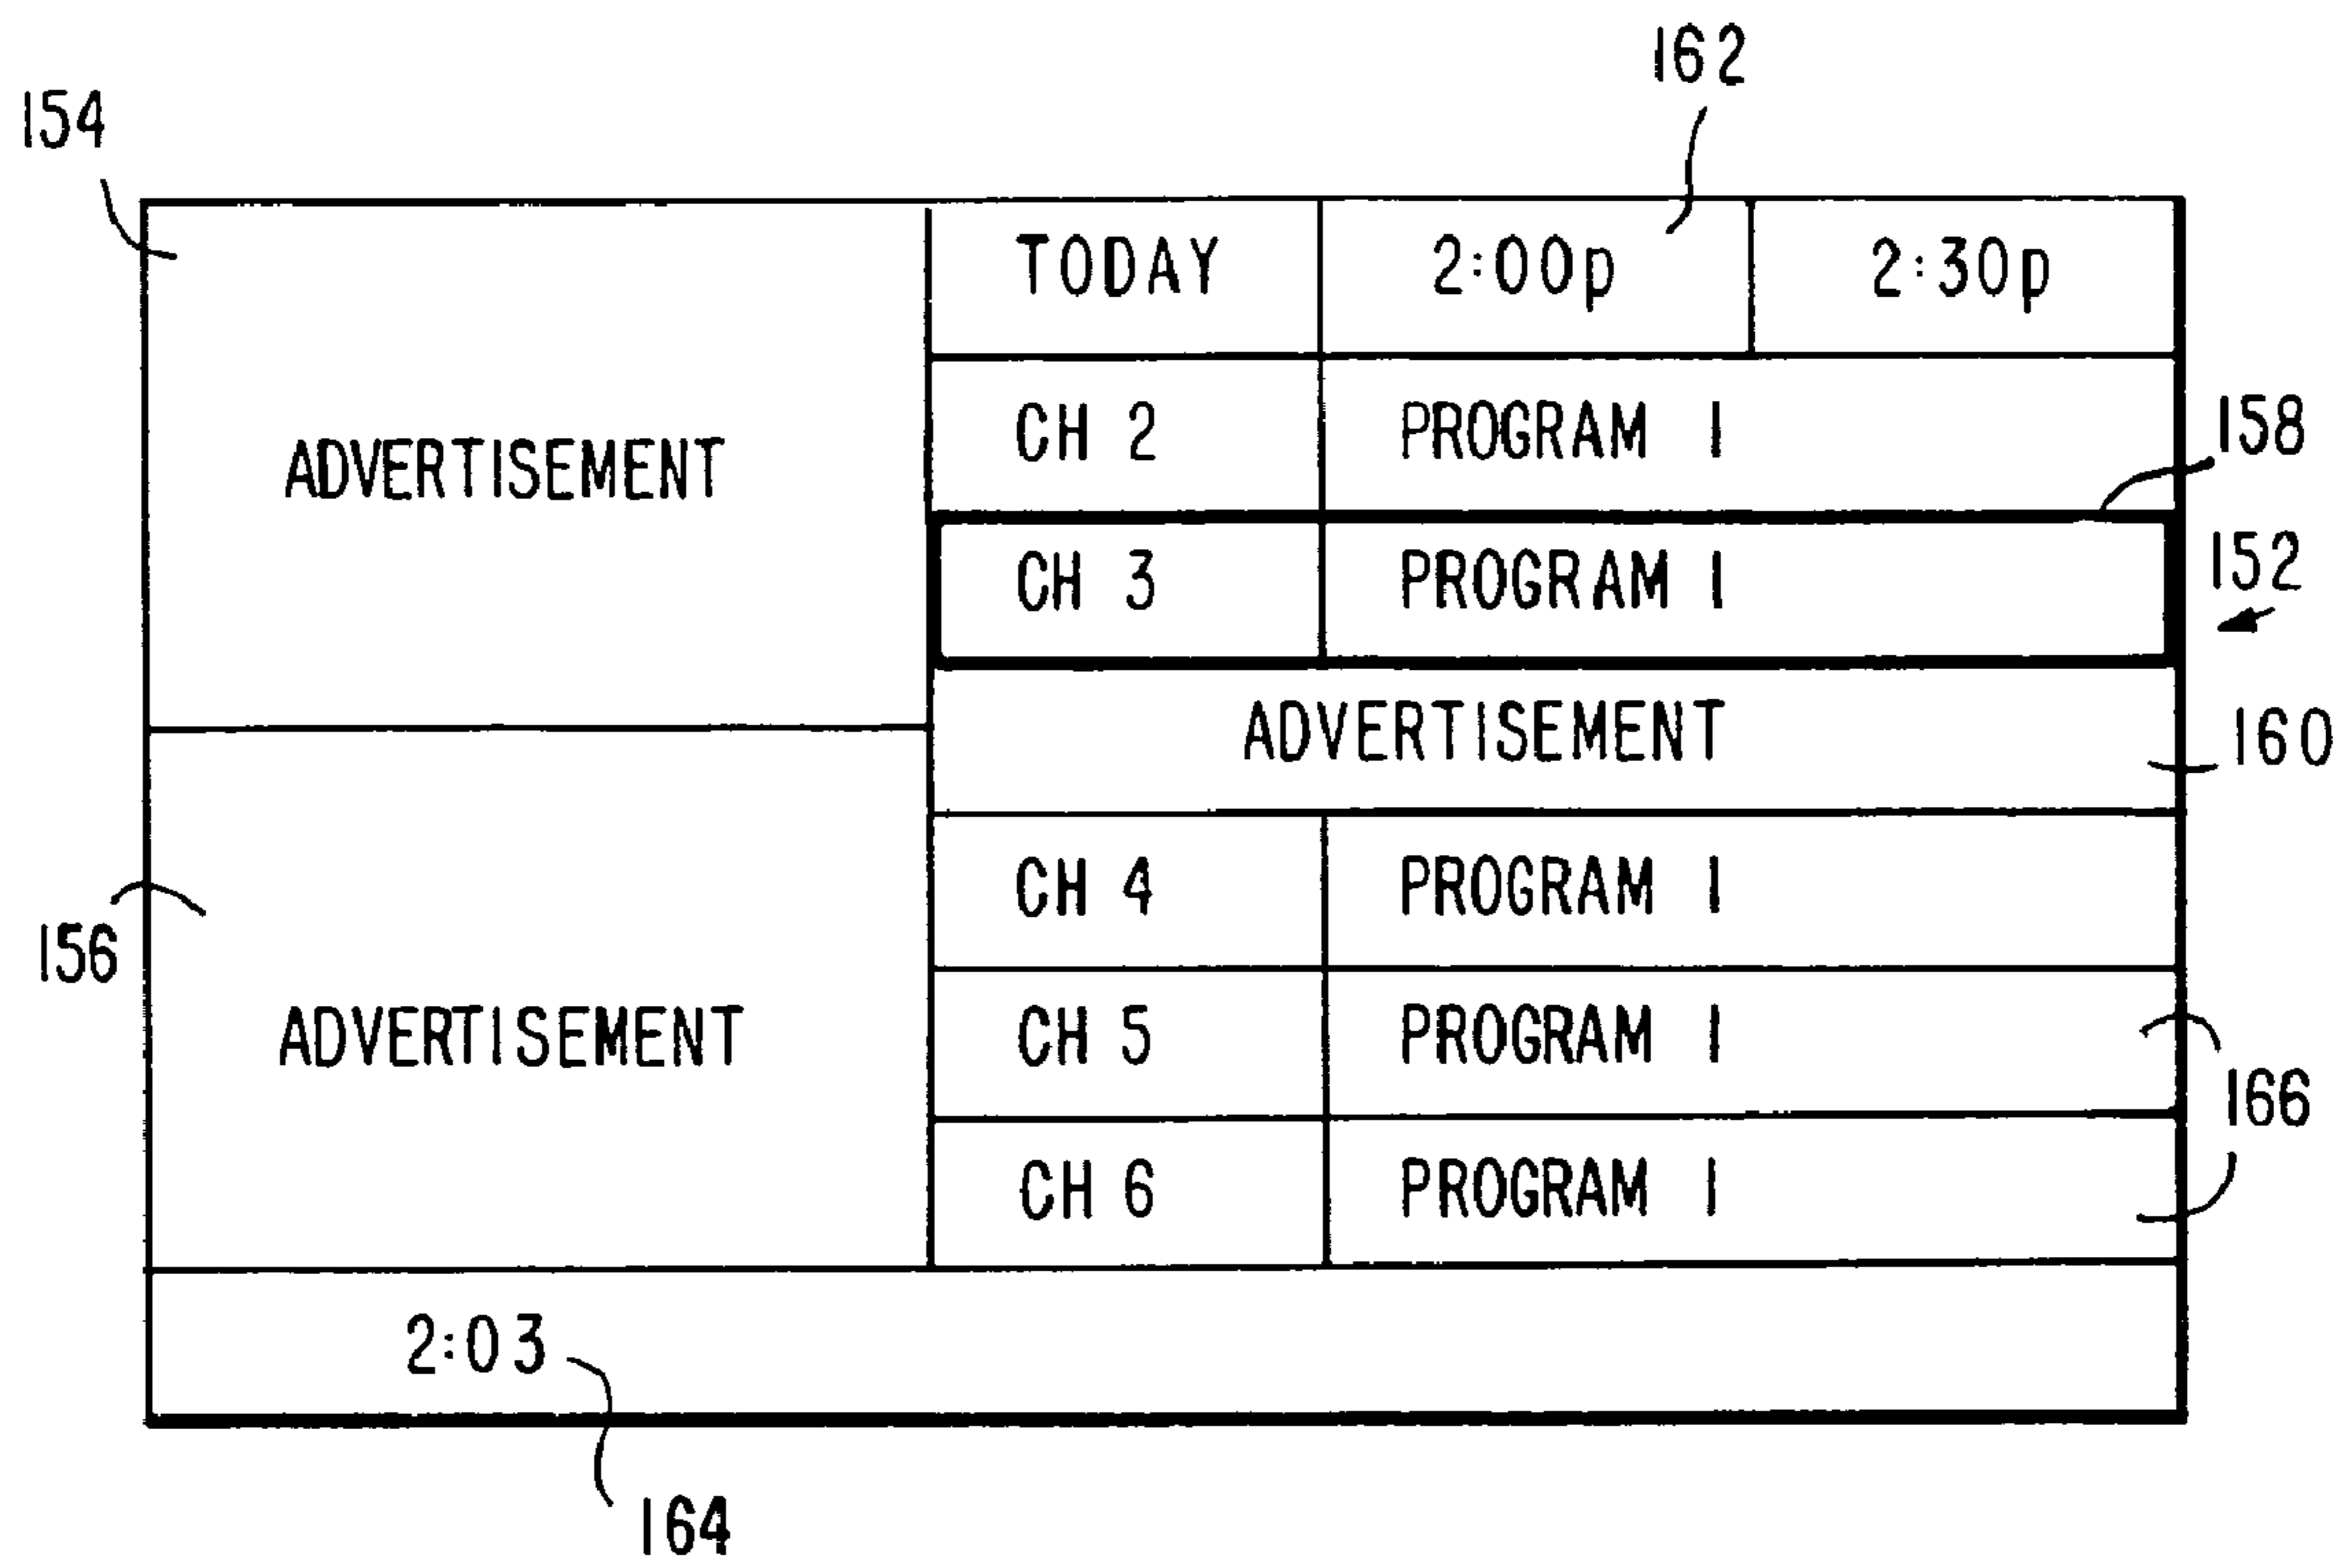 162
154
TODAY 2:00p 2:30p
CH 2 PROGRAM 1
158
ADVERTISEMENT
CH 3 PROGRAM 1
152
ADVERTISEMENT
160
CH 4 PROGRAM 1
156
ADVERTISEMENT
CH 5 PROGRAM 1
166
CH 6 PROGRAM 1
2:03
164